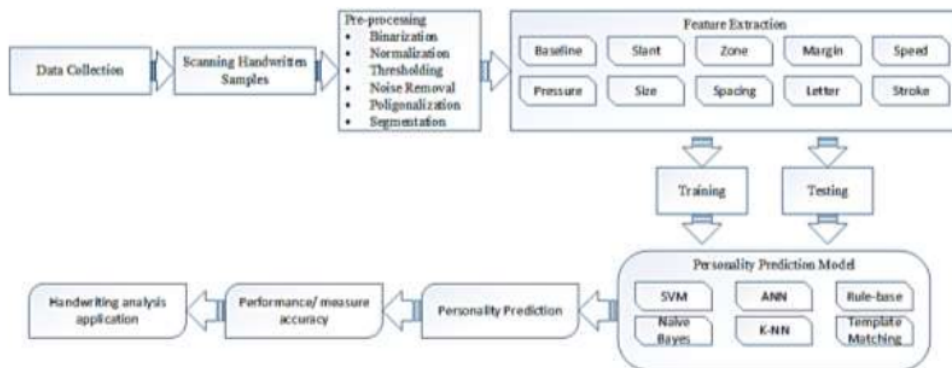 Data Collection
Scanning Handwritten
Samples
Pre-processing
• Binarization
• Normalization
• Thresholding
• Noise Removal
• Poligonalization
• Segmentation
Feature Extraction
Baseline
Slant
Zone
Margin
Speed
Pressure
Size
Spacing
Letter
Stroke
Training
Testing
Personality Prediction Model
SVM
ANN
Rule-base
Naïve
Bayes
K-NN
Template
Matching
Personality Prediction
Performance/ measure
accuracy
Handwriting analysis
application